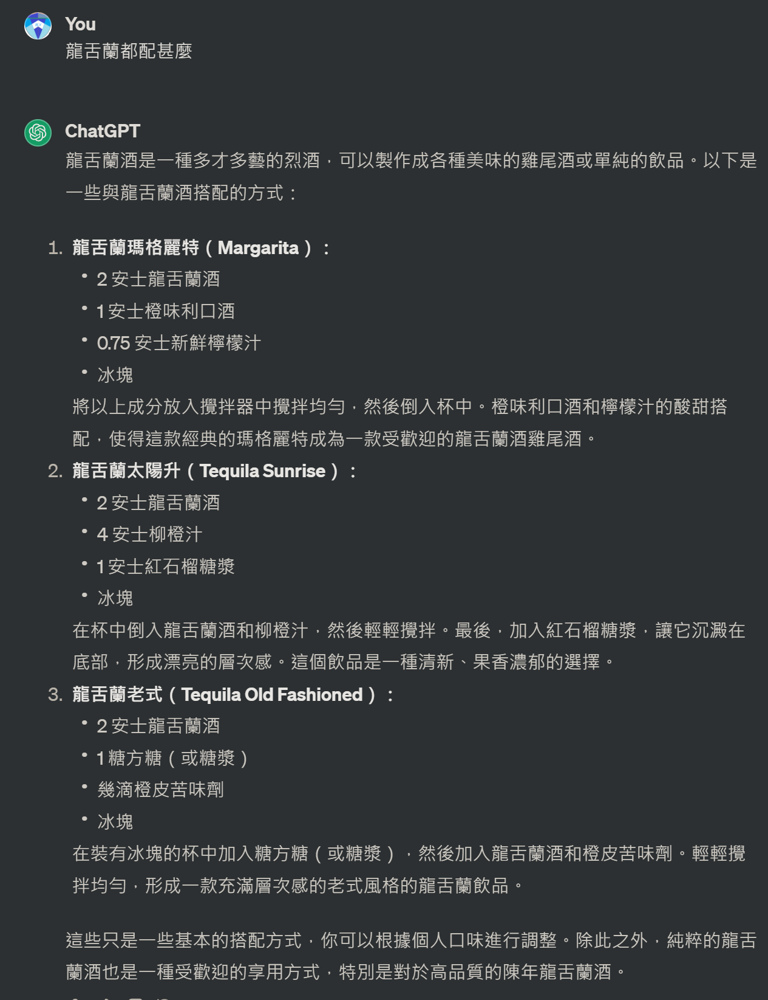 You
龍舌蘭都配甚麼
ChatGPT
龍舌蘭酒是一種多才多藝的烈酒，可以製作成各種美味的雞尾酒或單純的飲品。以下是
一些與龍舌蘭酒搭配的方式：
1. 龍舌蘭瑪格麗特（Margarita）：
• 2 安士龍舌蘭酒
• 1 安士橙味利口酒
• 0.75 安士新鮮檸檬汁
• 冰塊
將以上成分放入攪拌器中攪拌均勻，然後倒入杯中。橙味利口酒和檸檬汁的酸甜搭
配，使得這款經典的瑪格麗特成為一款受歡迎的龍舌蘭酒雞尾酒。
2. 龍舌蘭太陽升（Tequila Sunrise）：
• 2 安士龍舌蘭酒
• 4 安士柳橙汁
• 1 安士紅石榴糖漿
• 冰塊
在杯中倒入龍舌蘭酒和柳橙汁，然後輕輕攪拌。最後，加入紅石榴糖漿，讓它沉澱在
底部，形成漂亮的層次感。這個飲品是一種清新、果香濃郁的選擇。
3. 龍舌蘭老式（Tequila Old Fashioned）：
• 2 安士龍舌蘭酒
• 1 糖方糖（或糖漿）
• 幾滴橙皮苦味劑
• 冰塊
在裝有冰塊的杯中加入糖方糖（或糖漿），然後加入龍舌蘭酒和橙皮苦味劑。輕輕攪
拌均勻，形成一款充滿層次感的老式風格的龍舌蘭飲品。
這些只是一些基本的搭配方式，你可以根據個人口味進行調整。除此之外，純粹的龍舌
蘭酒也是一種受歡迎的享用方式，特別是對於高品質的陳年龍舌蘭酒。